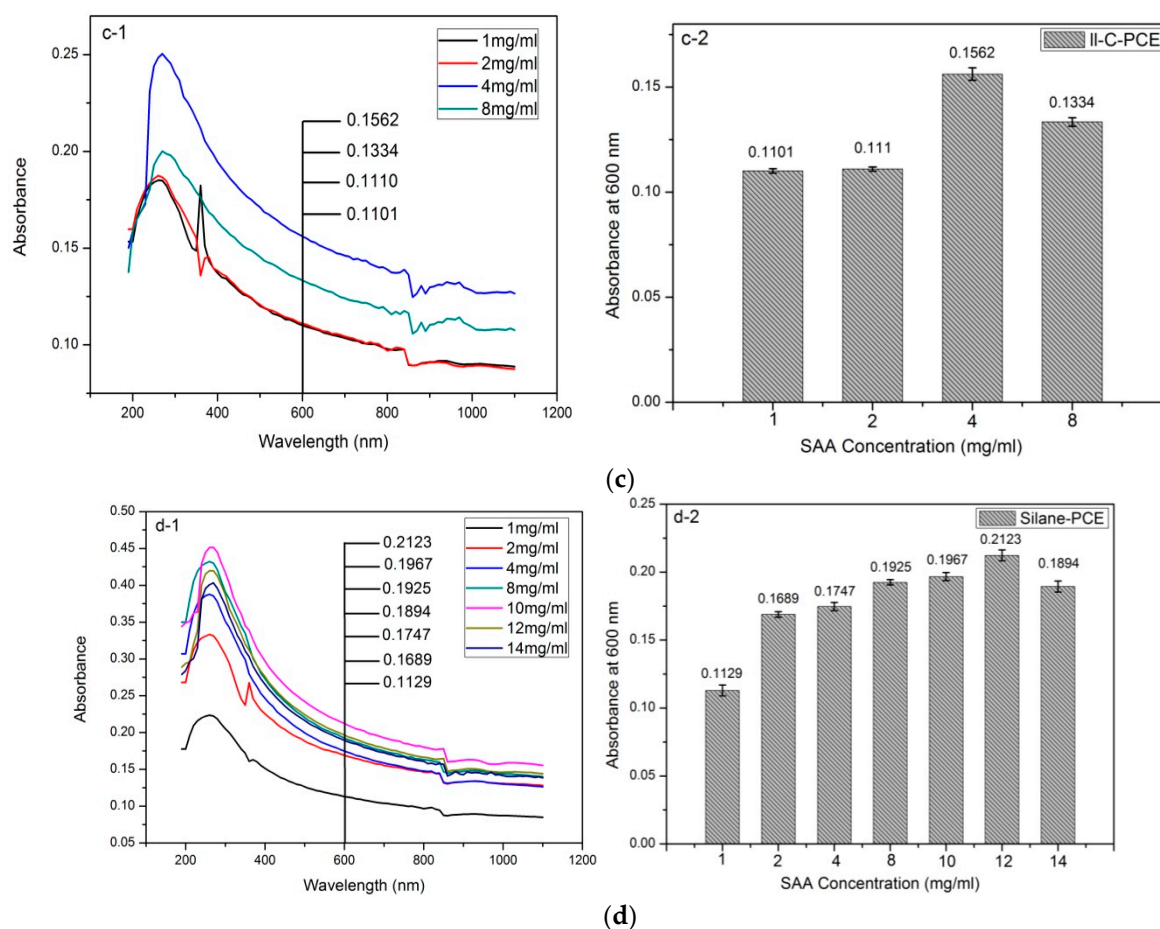 c-1
1mg/ml
2mg/ml
4mg/ml
8mg/ml
0.25
0.20
0.15
0.10
Absorbance
0.1562
0.1334
0.1110
0.1101
200 400 600 800 1000 1200
Wavelength (nm)
c-2
II-C-PCE
0.15
0.10
0.05
0.00
Absorbance at 600 nm
0.1101
0.111
0.1562
0.1334
1 2 4 8
SAA Concentration (mg/ml)
(c)
d-1
1mg/ml
2mg/ml
4mg/ml
8mg/ml
10mg/ml
12mg/ml
14mg/ml
0.50
0.45
0.40
0.35
0.30
0.25
0.20
0.15
0.10
0.05
Absorbance
0.2123
0.1967
0.1925
0.1894
0.1747
0.1689
0.1129
200 400 600 800 1000 1200
Wavelength (nm)
d-2
Silane-PCE
0.25
0.20
0.15
0.10
0.05
0.00
Absorbance at 600 nm
0.1129
0.1689
0.1747
0.1925
0.1967
0.2123
0.1894
1 2 4 8 10 12 14
SAA Concentration (mg/ml)
(d)